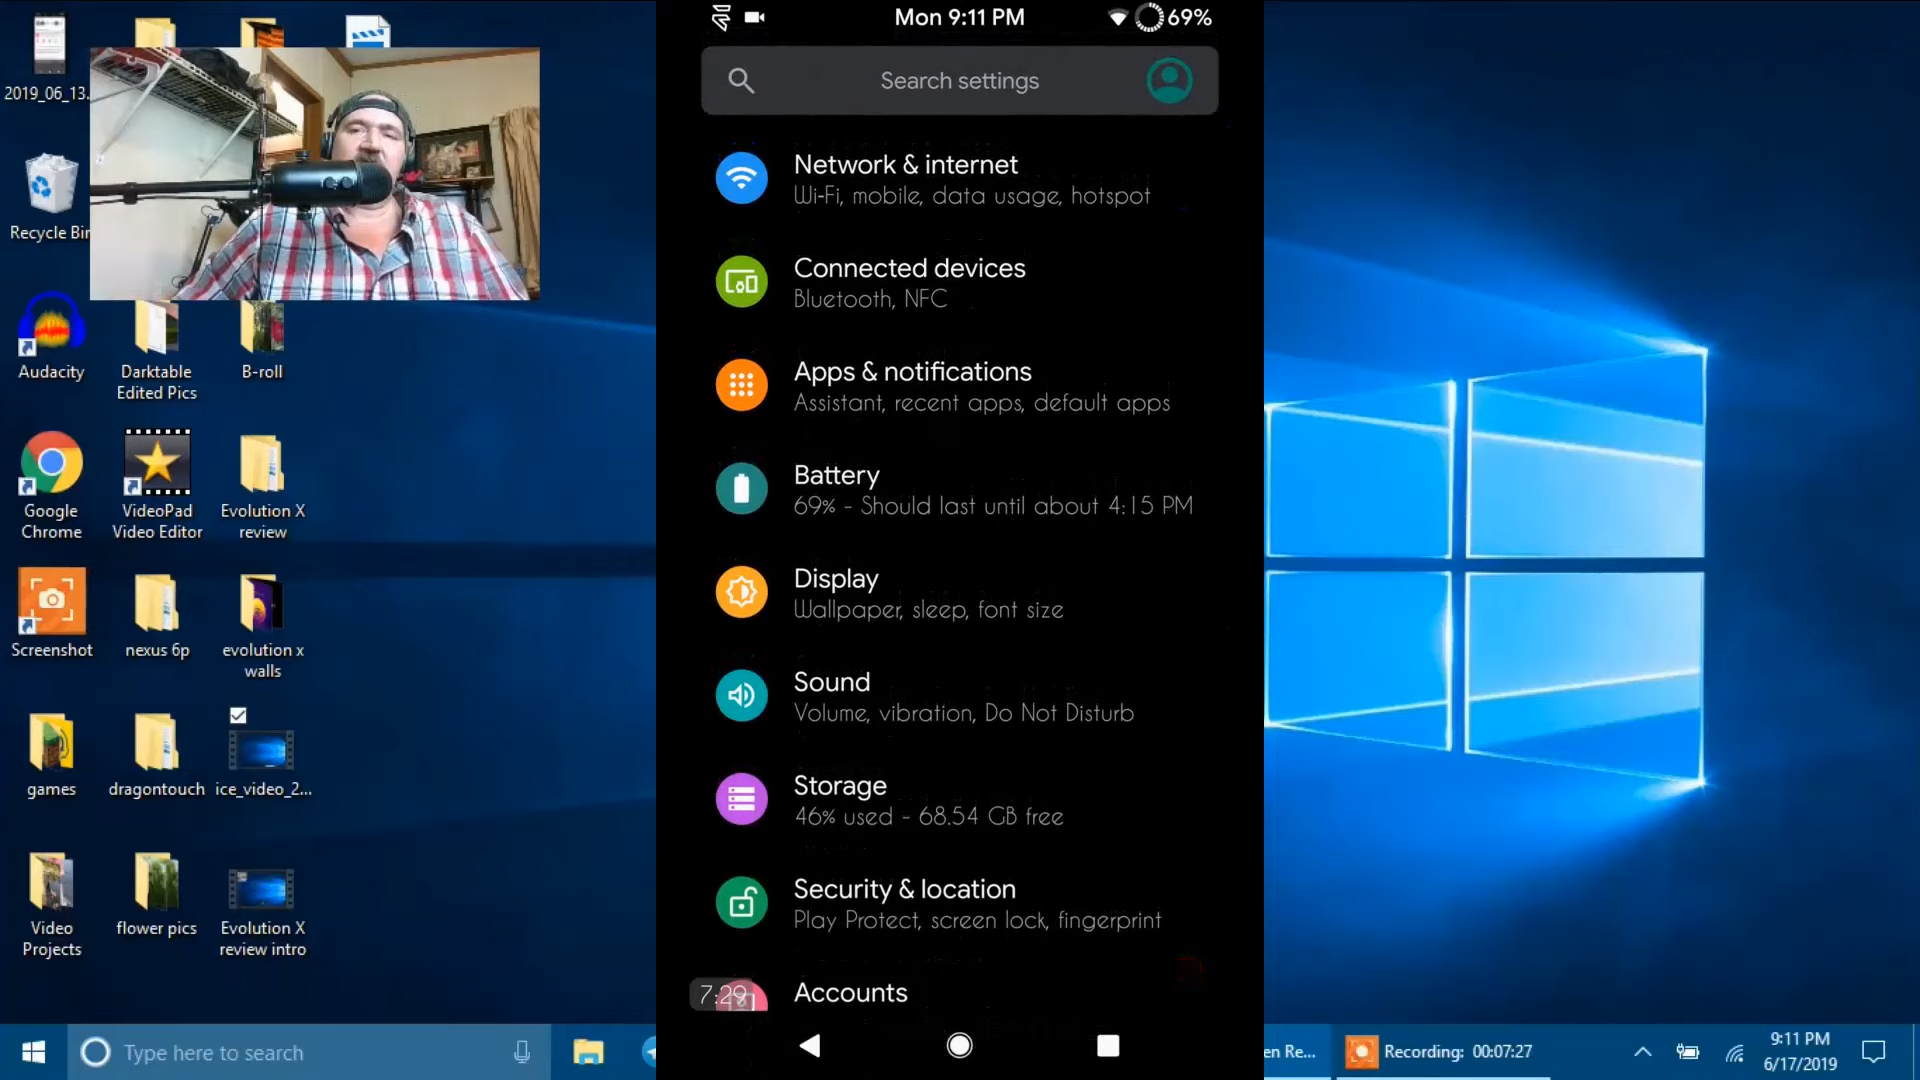 2019_06_13...
Recycle Bin
Audacity
Darktable
Edited Pics
B-roll
Google
Chrome
VideoPad
Video Editor
Evolution X
review
Screenshot
nexus 6p
evolution x
walls
games
dragontouch
ice_video_2...
Video
Projects
flower pics
Evolution X
review intro
Type here to search
Mon 9:11 PM
69%
Search settings
Network & internet
Wi-Fi, mobile, data usage, hotspot
Connected devices
Bluetooth, NFC
Apps & notifications
Assistant, recent apps, default apps
Battery
69% - Should last until about 4:15 PM
Display
Wallpaper, sleep, font size
Sound
Volume, vibration, Do Not Disturb
Storage
46% used - 68.54 GB free
Security & location
Play Protect, screen lock, fingerprint
7:29
Accounts
en Re...
Recording: 00:07:27
9:11 PM
6/17/2019